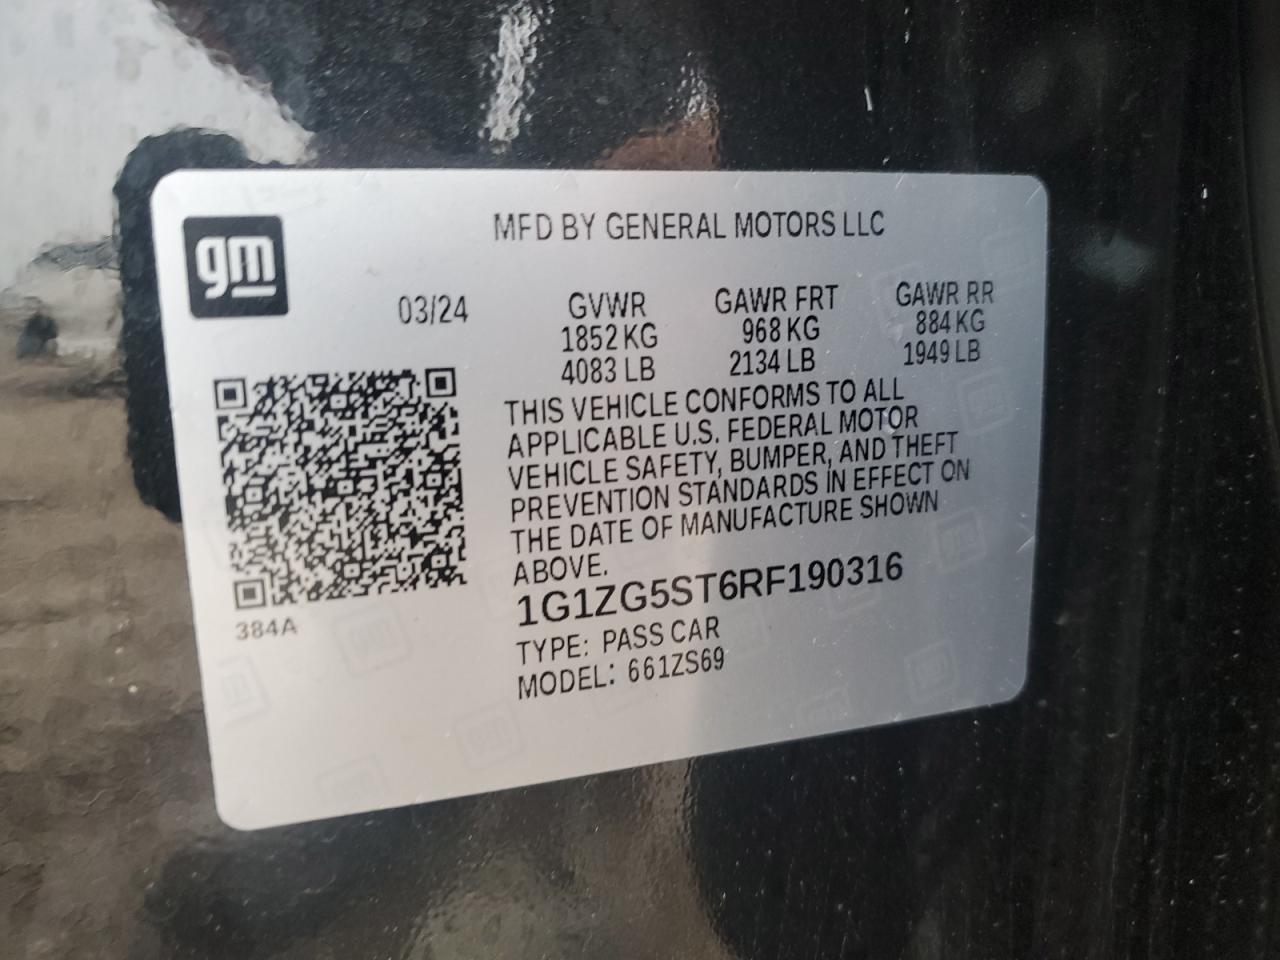 gm
MFD BY GENERAL MOTORS LLC
03/24 GVWR GAWR FRT GAWR RR
1852 KG 968 KG 884 KG
4083 LB 2134 LB 1949 LB
THIS VEHICLE CONFORMS TO ALL
APPLICABLE U.S. FEDERAL MOTOR
VEHICLE SAFETY, BUMPER, AND THEFT
PREVENTION STANDARDS IN EFFECT ON
THE DATE OF MANUFACTURE SHOWN
ABOVE.
1G1ZG5ST6RF190316
384A
TYPE: PASS CAR
MODEL: 661ZS69